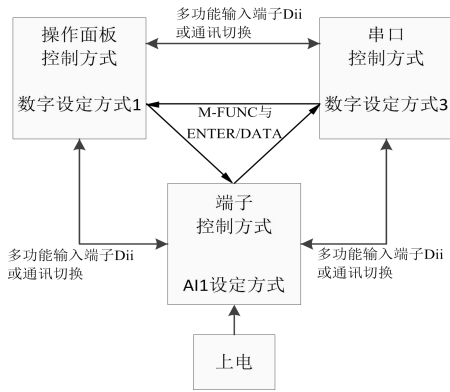 操作面板
控制方式
数字设定方式1
多功能输入端子Dii
或通讯切换
串口
控制方式
数字设定方式3
M-FUNC与
ENTER/DATA
端子
控制方式
AI1设定方式
多功能输入端子Dii
或通讯切换
多功能输入端子Dii
或通讯切换
上电